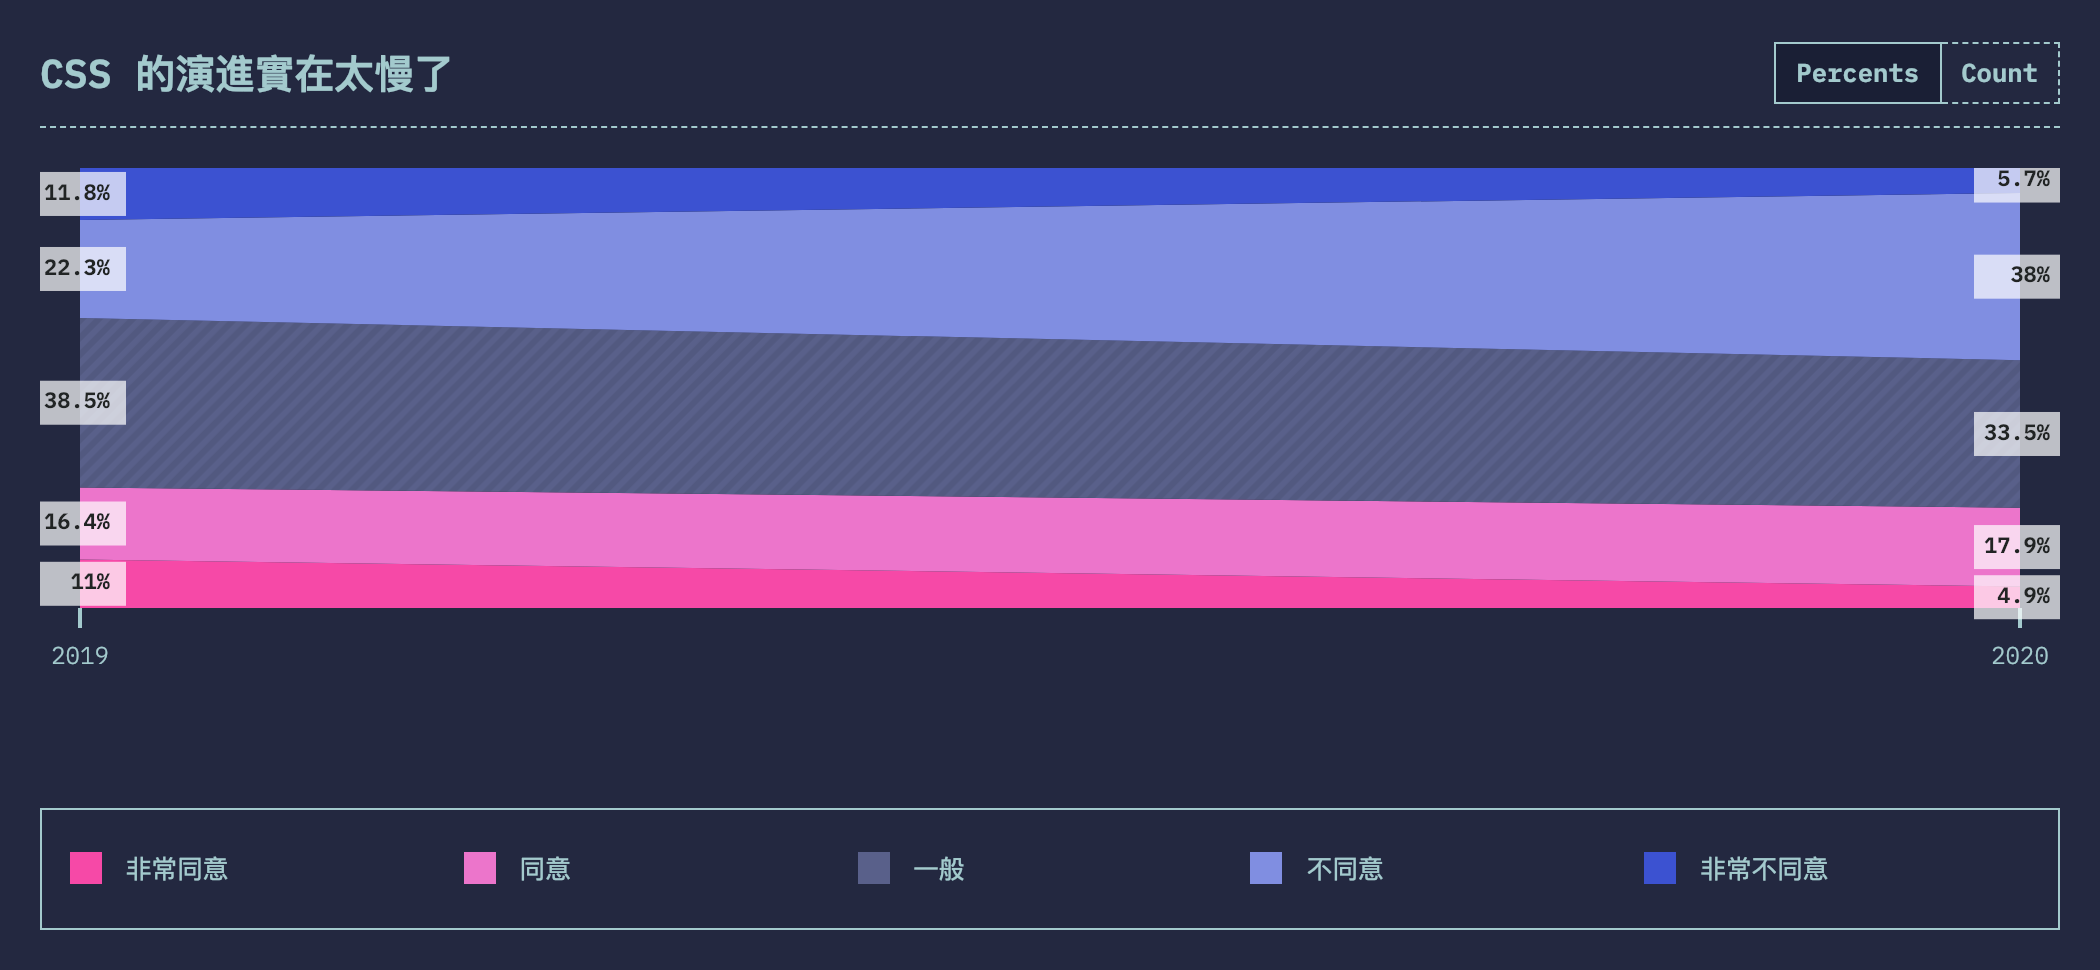 CSS 的演進實在太慢了
Percents Count
11.8% 5.7%
22.3% 38%
38.5% 33.5%
16.4% 17.9%
11% 4.9%
2019 2020
非常同意 同意 一般 不同意 非常不同意